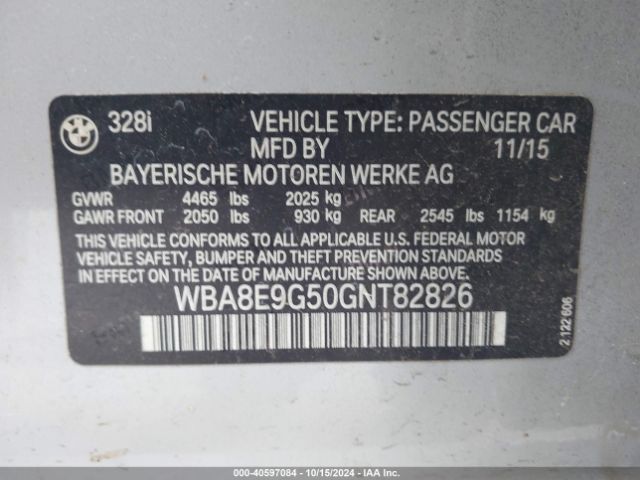 BMW
328i VEHICLE TYPE: PASSENGER CAR
MFD BY 11/15
BAYERISCHE MOTOREN WERKE AG
GVWR 4465 lbs 2025 kg
GAWR FRONT 2050 lbs 930 kg REAR 2545 lbs 1154 kg
THIS VEHICLE CONFORMS TO ALL APPLICABLE U.S. FEDERAL MOTOR
VEHICLE SAFETY, BUMPER AND THEFT PREVENTION STANDARDS
IN EFFECT ON THE DATE OF MANUFACTURE SHOWN ABOVE.
WBA8E9G50GNT82826
2 122 606
000-40597084 / 10/15/2024 - IAA Inc.